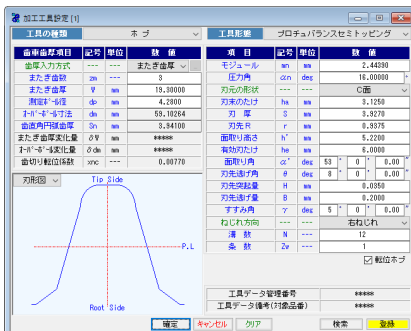 加工工具設定 [1]
工具の種類 ホブ
歯車歯厚項目 記号 単位 数値
歯厚入力方式 --- --- またぎ歯厚
またぎ歯数 zm --- 3
またぎ歯厚 W mm 19.30000
測定ボール径 dp mm 4.2800
オーバーボール寸法 dm mm 59.10264
歯直角円弧歯厚 Sn mm 3.94100
またぎ歯厚変化量 ∂W mm *****
オーバーボール変化量 ∂dm mm *****
歯切り転位係数 xnc --- 0.00770
刃形図
Tip Side
P.L
Root Side
工具形態 プロチュバランスセミトッピング
項目 記号 単位 数値
モジュール mn mm 2.44390
圧力角 αn deg 16.00000 °
刃元の形状 --- --- C面
刃末のたけ ha mm 3.1250
刃厚 S mm 3.9270
刃先R r mm 0.9375
面取り高さ h' mm 5.2200
有効刃たけ he mm 6.0000
面取り角 α' deg 53 ° 0 ' 0.00 "
刃先逃げ角 θ deg 8 ° 0 ' 0.00 "
刃先突起量 H mm 0.0350
刃先逃げ量 B mm 0.2000
すすみ角 γ deg 5 ° 0 ' 0.00 "
ねじれ方向 --- --- 右ねじれ
溝数 N --- 12
条数 Zw --- 1
転位ホブ
工具データ管理番号 *****
工具データ備考(対象品番) *****
確定 キャンセル クリア 検索 登録